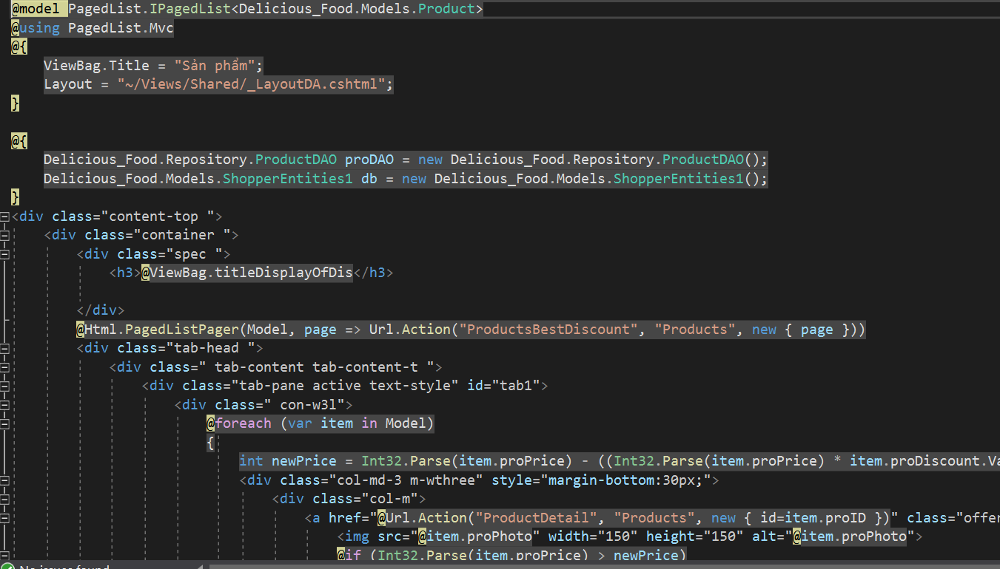 @model PagedList.IPagedList<Delicious_Food.Models.Product>
@using PagedList.Mvc
@{
    ViewBag.Title = "Sản phẩm";
    Layout = "~/Views/Shared/_LayoutDA.cshtml";
}

@{
    Delicious_Food.Repository.ProductDAO proDAO = new Delicious_Food.Repository.ProductDAO();
    Delicious_Food.Models.ShopperEntities1 db = new Delicious_Food.Models.ShopperEntities1();
}
<div class="content-top ">
    <div class="container ">
        <div class="spec ">
            <h3>@ViewBag.titleDisplayOfDis</h3>

        </div>
        @Html.PagedListPager(Model, page => Url.Action("ProductsBestDiscount", "Products", new { page }))
        <div class="tab-head ">
            <div class=" tab-content tab-content-t ">
                <div class="tab-pane active text-style" id="tab1">
                    <div class=" con-w3l">
                        @foreach (var item in Model)
                        {
                            int newPrice = Int32.Parse(item.proPrice) - ((Int32.Parse(item.proPrice) * item.proDiscount.Va
                            <div class="col-md-3 m-wthree" style="margin-bottom:30px;">
                                <div class="col-m">
                                    <a href="@Url.Action("ProductDetail", "Products", new { id=item.proID })" class="offer
                                        <img src="@item.proPhoto" width="150" height="150" alt="@item.proPhoto">
                                        @if (Int32.Parse(item.proPrice) > newPrice)
No issues found